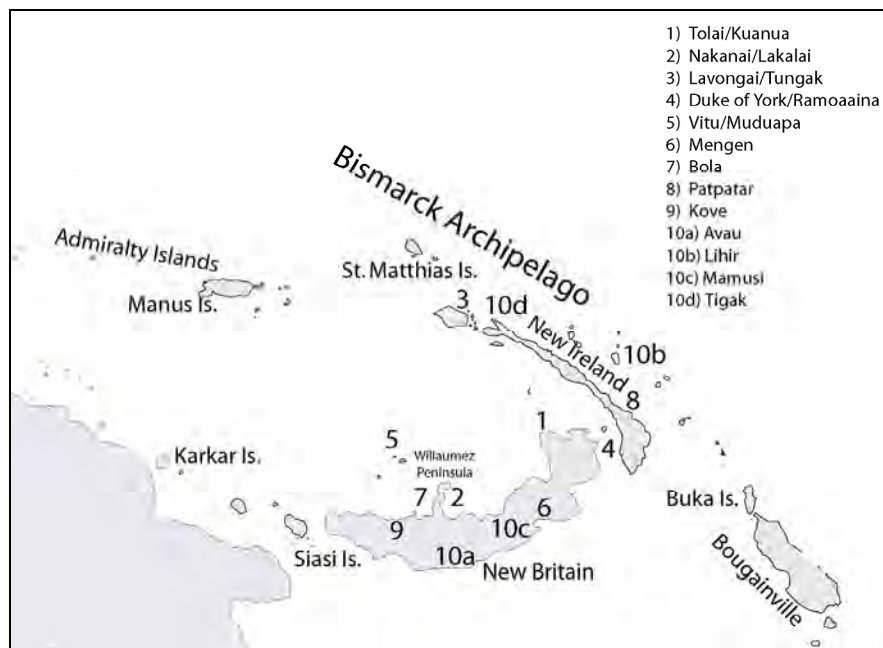 1) Tolai/Kuanua
2) Nakanai/Lakalai
3) Lavongai/Tungak
4) Duke of York/Ramoaaina
5) Vitu/Muduapa
6) Mengen
7) Bola
8) Patpatar
9) Kove
10a) Avau
10b) Lihir
10c) Mamusi
10d) Tigak
Bismarck Archipelago
Admiralty Islands
St. Matthias Is.
Manus Is.
3
10d
New Ireland
10b
8
1
4
Karkar Is.
5
Willaumez
Peninsula
7
2
6
Buka Is.
9
10c
Siasi Is.
10a
New Britain
Bougainville